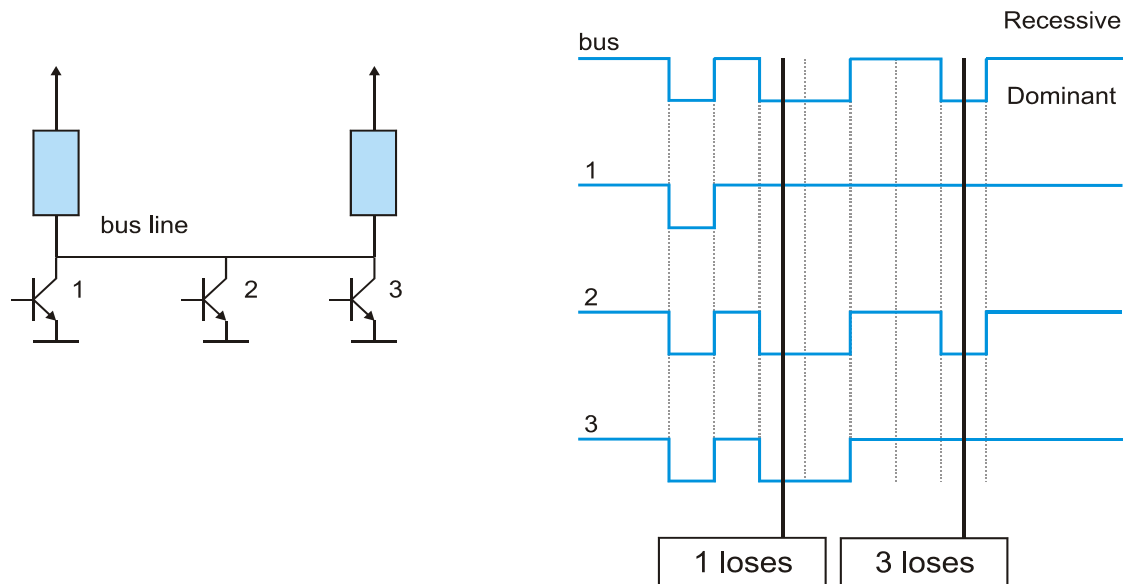 bus line
1
2
3
Recessive
bus
Dominant
1
2
3
1 loses
3 loses